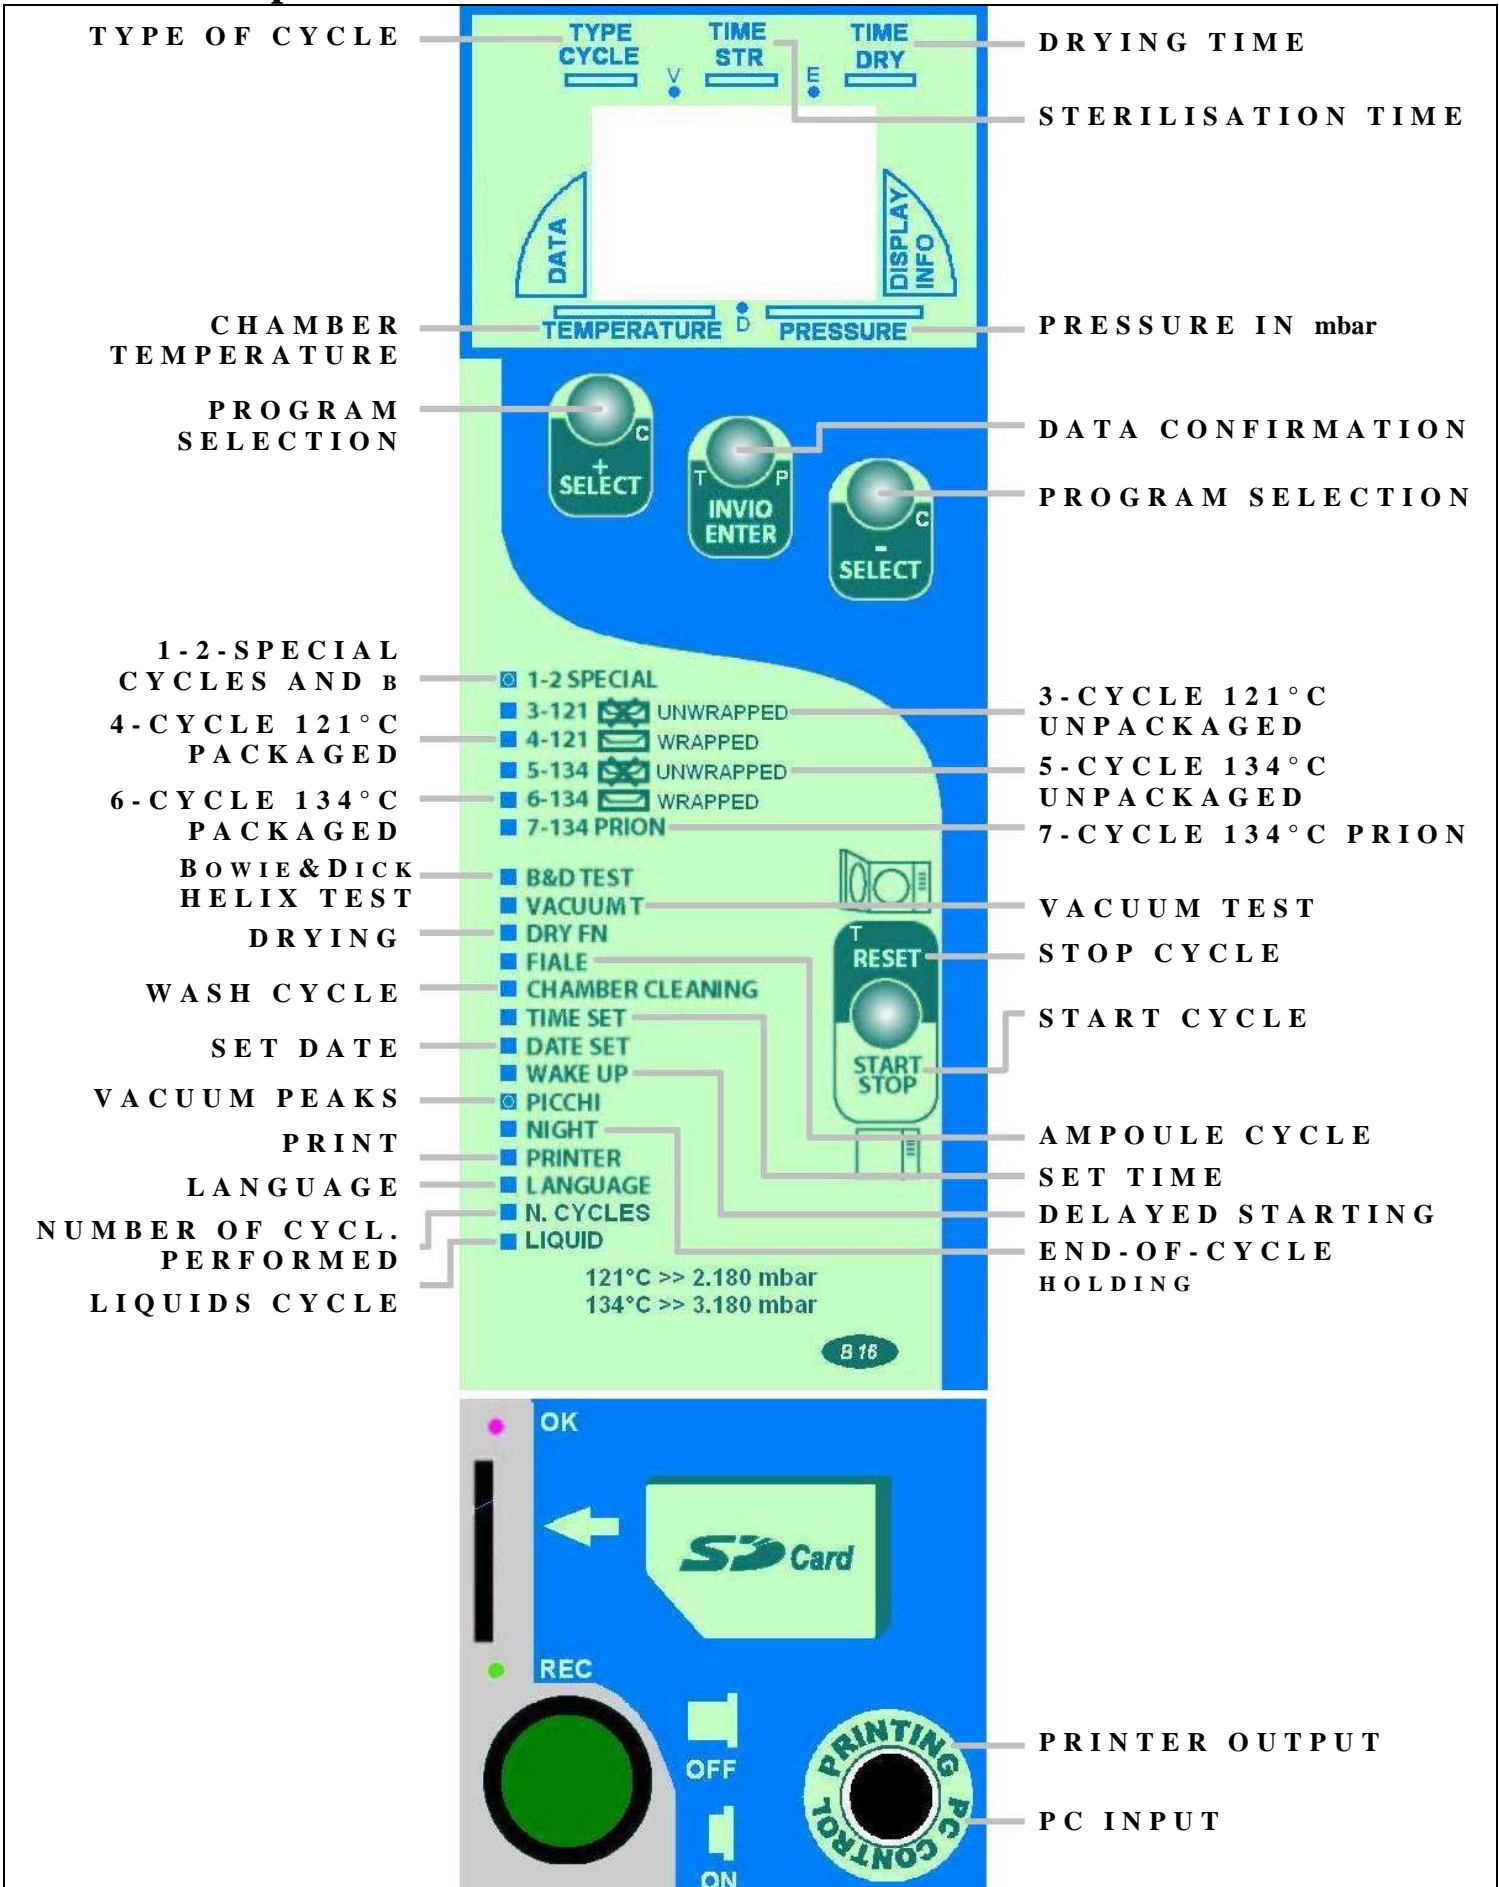 TYPE OF CYCLE
TYPE
CYCLE
TIME
STR
TIME
DRY
DRYING TIME
V
E
STERILISATION TIME
DATA
DISPLAY
INFO
CHAMBER
TEMPERATURE
TEMPERATURE
D
PRESSURE
PRESSURE IN mbar
PROGRAM
SELECTION
C
+
SELECT
T
P
INVIO
ENTER
DATA CONFIRMATION
C
-
SELECT
PROGRAM SELECTION
1-2-SPECIAL
CYCLES AND B
1-2 SPECIAL
3-121 UNWRAPPED
3-CYCLE 121°C
UNPACKAGED
4-CYCLE 121°C
PACKAGED
4-121 WRAPPED
5-134 UNWRAPPED
5-CYCLE 134°C
UNPACKAGED
6-CYCLE 134°C
PACKAGED
6-134 WRAPPED
7-134 PRION
7-CYCLE 134°C PRION
BOWIE&DICK
HELIX TEST
B&D TEST
VACUUM T
VACUUM TEST
DRYING
DRY FN
T
RESET
STOP CYCLE
FIALE
WASH CYCLE
CHAMBER CLEANING
TIME SET
START CYCLE
SET DATE
DATE SET
WAKE UP
START
STOP
VACUUM PEAKS
PICCHI
NIGHT
AMPOULE CYCLE
PRINT
PRINTER
SET TIME
LANGUAGE
LANGUAGE
DELAYED STARTING
NUMBER OF CYCL.
PERFORMED
N. CYCLES
END-OF-CYCLE
HOLDING
LIQUIDS CYCLE
LIQUID
121°C >> 2.180 mbar
134°C >> 3.180 mbar
B 16
OK
SD Card
REC
OFF
ON
PRINTING
PC CONTROL
PRINTER OUTPUT
PC INPUT